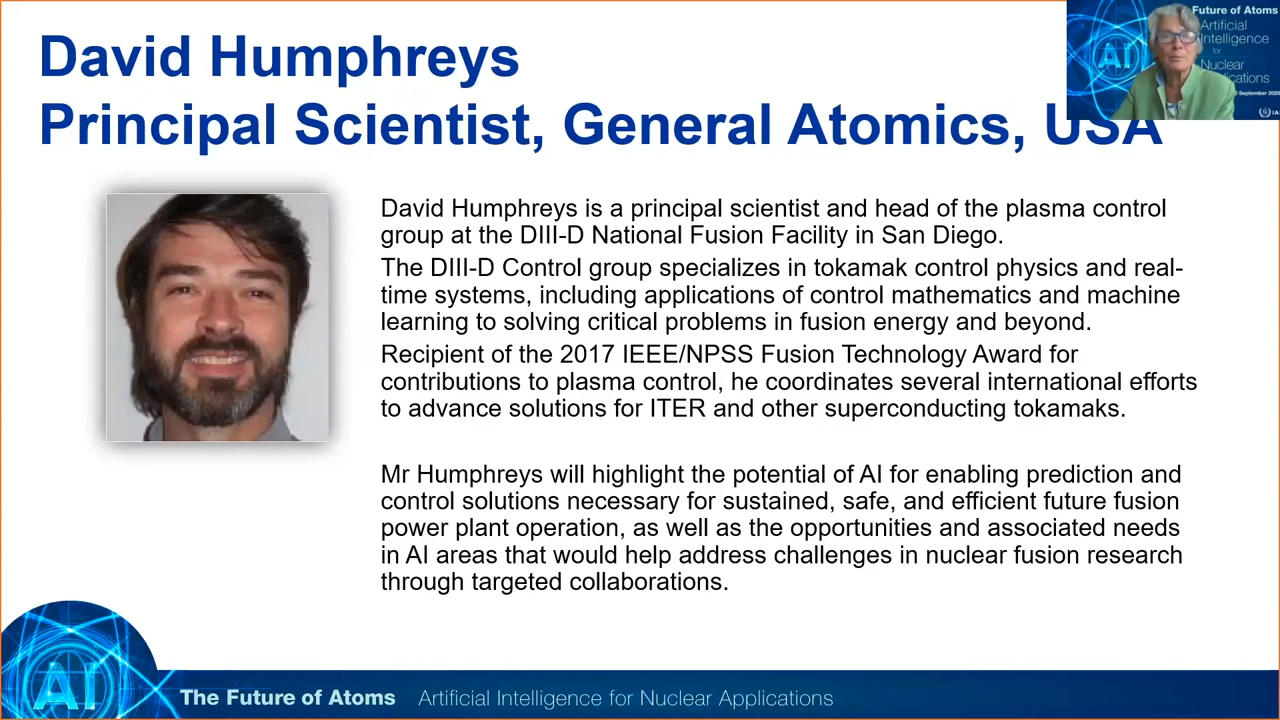 David Humphreys
Principal Scientist, General Atomics, USA
Future of Atoms
Artificial
Intelligence
for
Nuclear
September 2020
AI
David Humphreys is a principal scientist and head of the plasma control
group at the DIII-D National Fusion Facility in San Diego.
The DIII-D Control group specializes in tokamak control physics and real-
time systems, including applications of control mathematics and machine
learning to solving critical problems in fusion energy and beyond.
Recipient of the 2017 IEEE/NPSS Fusion Technology Award for
contributions to plasma control, he coordinates several international efforts
to advance solutions for ITER and other superconducting tokamaks.
Mr Humphreys will highlight the potential of AI for enabling prediction and
control solutions necessary for sustained, safe, and efficient future fusion
power plant operation, as well as the opportunities and associated needs
in AI areas that would help address challenges in nuclear fusion research
through targeted collaborations.
AI
The Future of Atoms Artificial Intelligence for Nuclear Applications